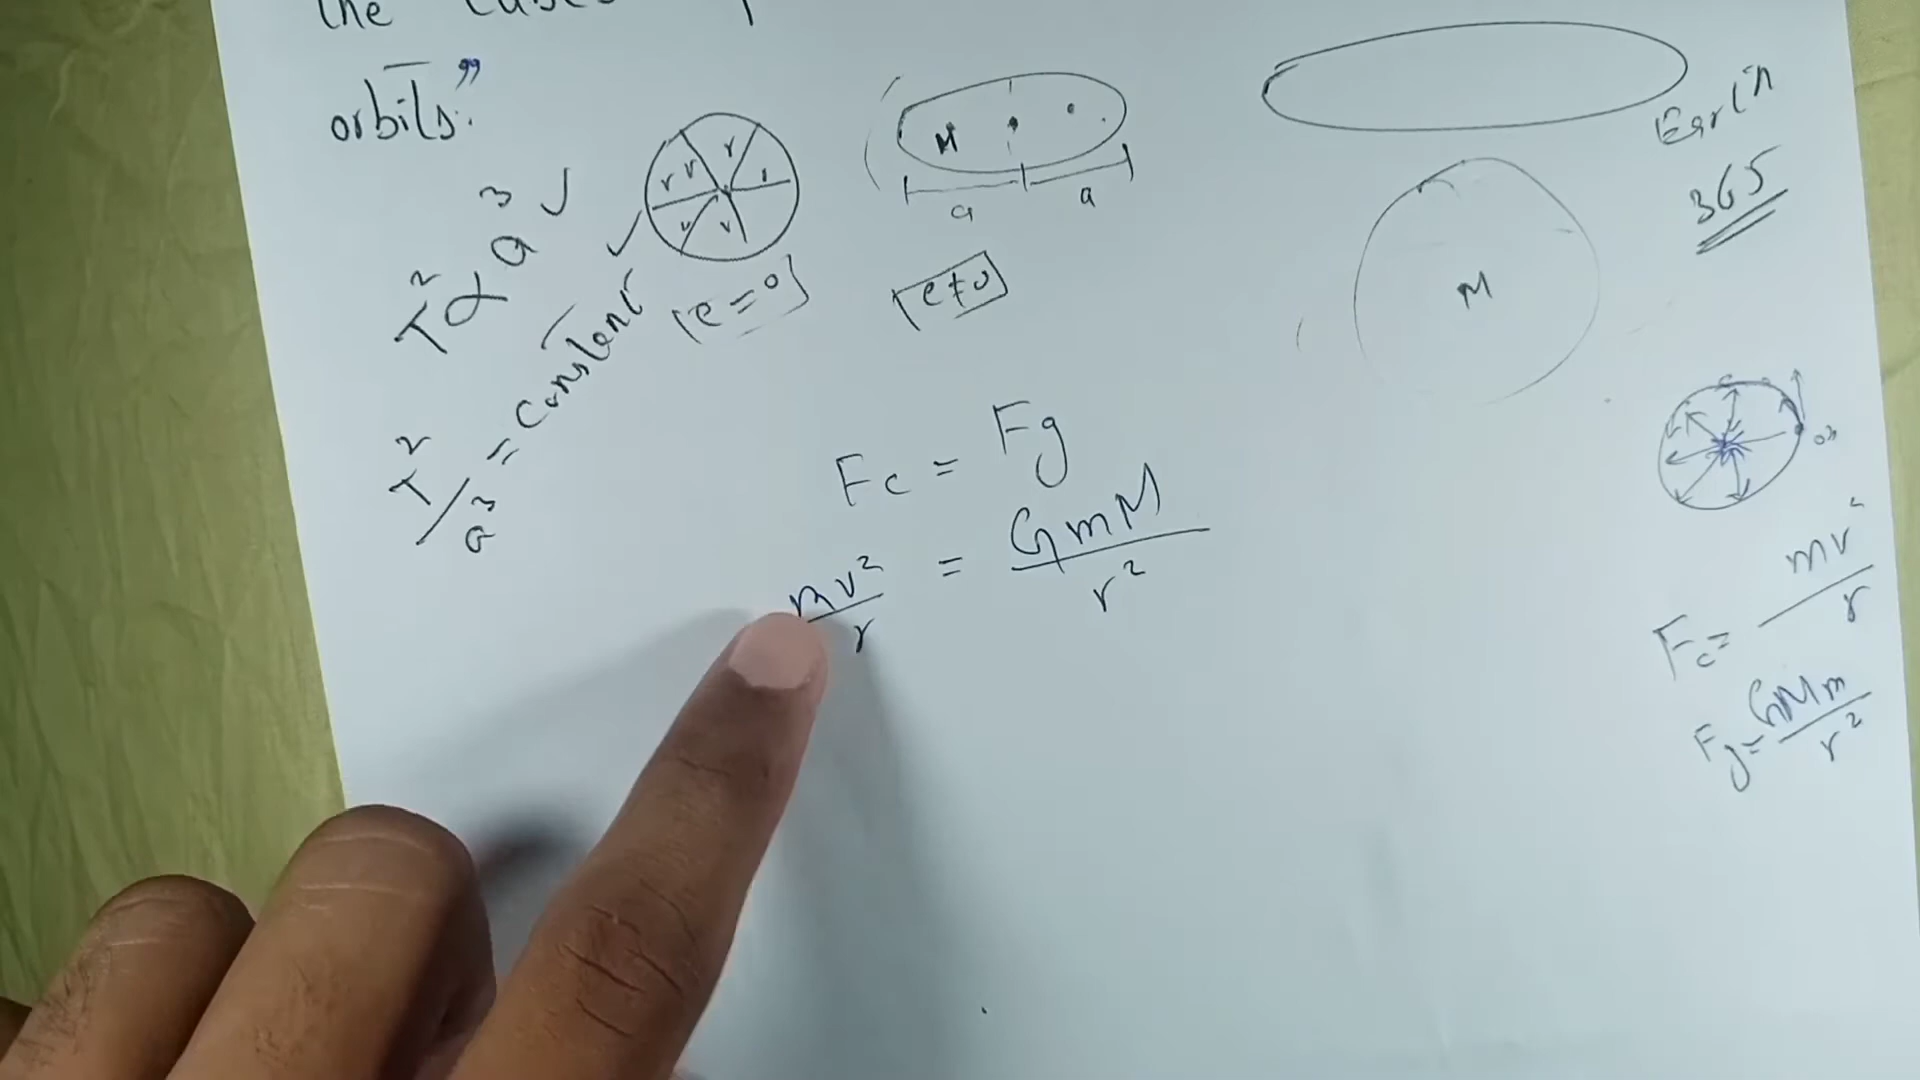 the
orbits."
T² ∝ a³ ✓
T²/a³ = constant ✓
r r r r v v
[e=0]
M
a a
[e≠0]
Earth
365
M
Fc = Fg
mv²/r = GmM/r²
Fc = mv²/r
Fg = GMm/r²